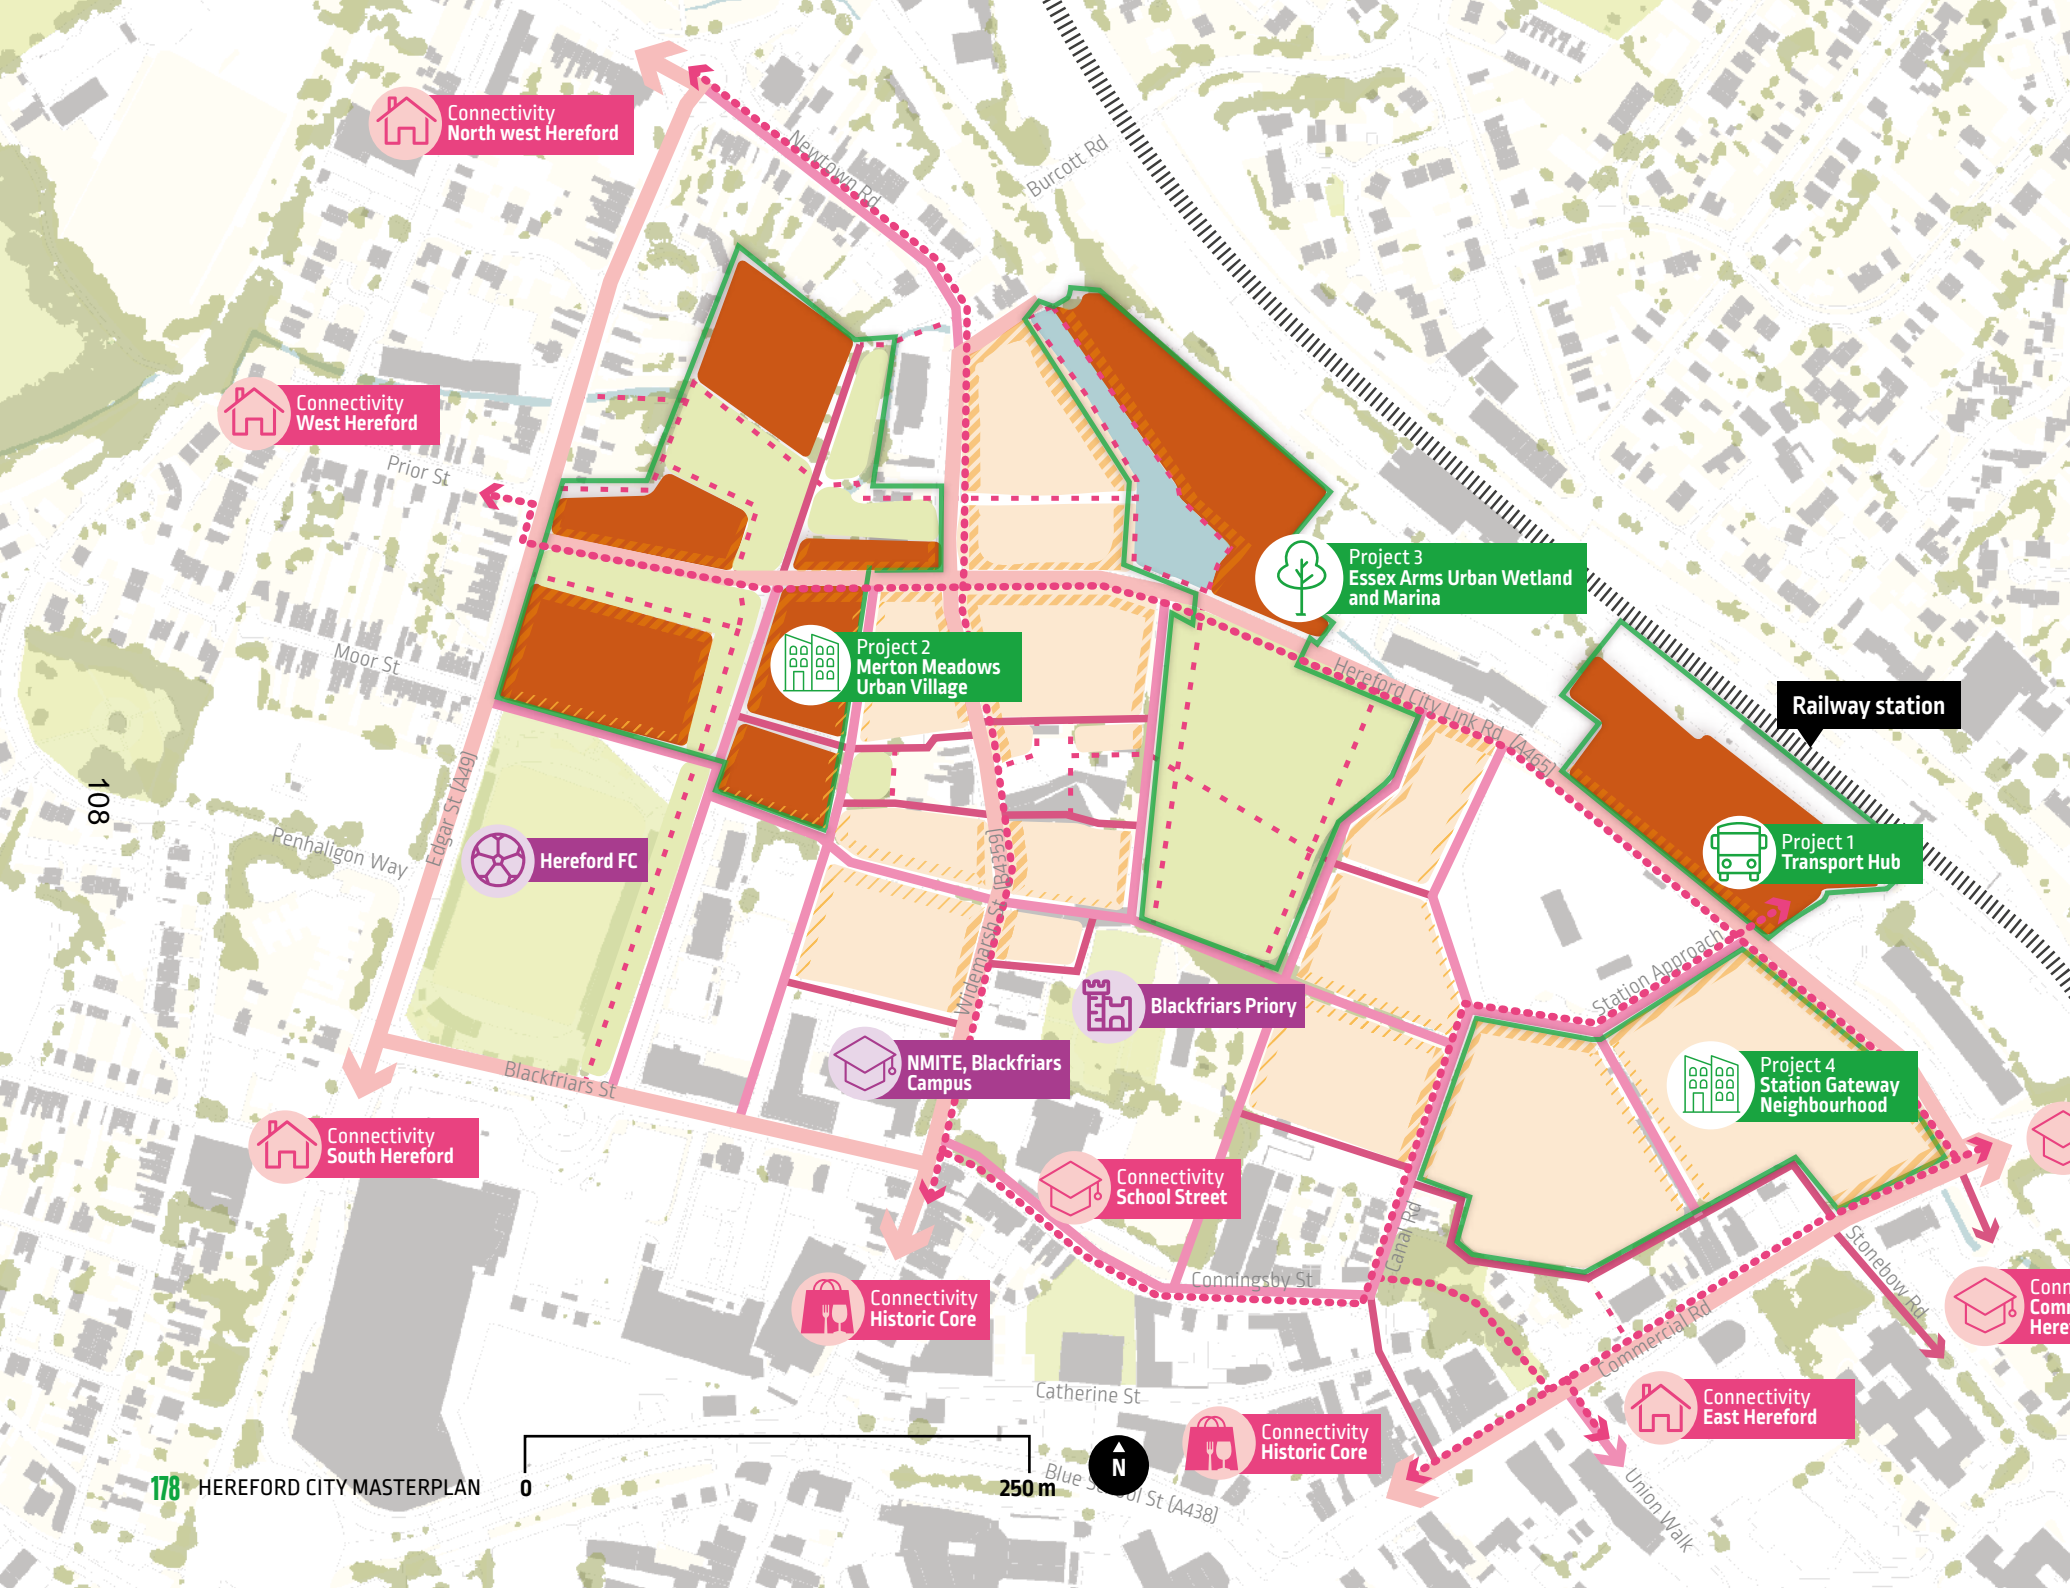 Connectivity
North west Hereford
Newtown Rd
Burcott Rd
Connectivity
West Hereford
Prior St
Project 3
Essex Arms Urban Wetland
and Marina
Moor St
Project 2
Merton Meadows
Urban Village
Hereford City Link Rd (A465)
Railway station
108
Edgar St (A49)
Penhaligon Way
Hereford FC
Widemarsh St (B4359)
Project 1
Transport Hub
Station Approach
Blackfriars Priory
NMITE, Blackfriars
Campus
Blackfriars St
Project 4
Station Gateway
Neighbourhood
Connectivity
South Hereford
Connectivity
School Street
Canal Rd
Stonebow Rd
Conningsby St
Connectivity
Historic Core
Commercial Rd
Catherine St
Connectivity
East Hereford
Connectivity
Historic Core
Union Walk
178 HEREFORD CITY MASTERPLAN
0
250 m
N
Blue St (A438)